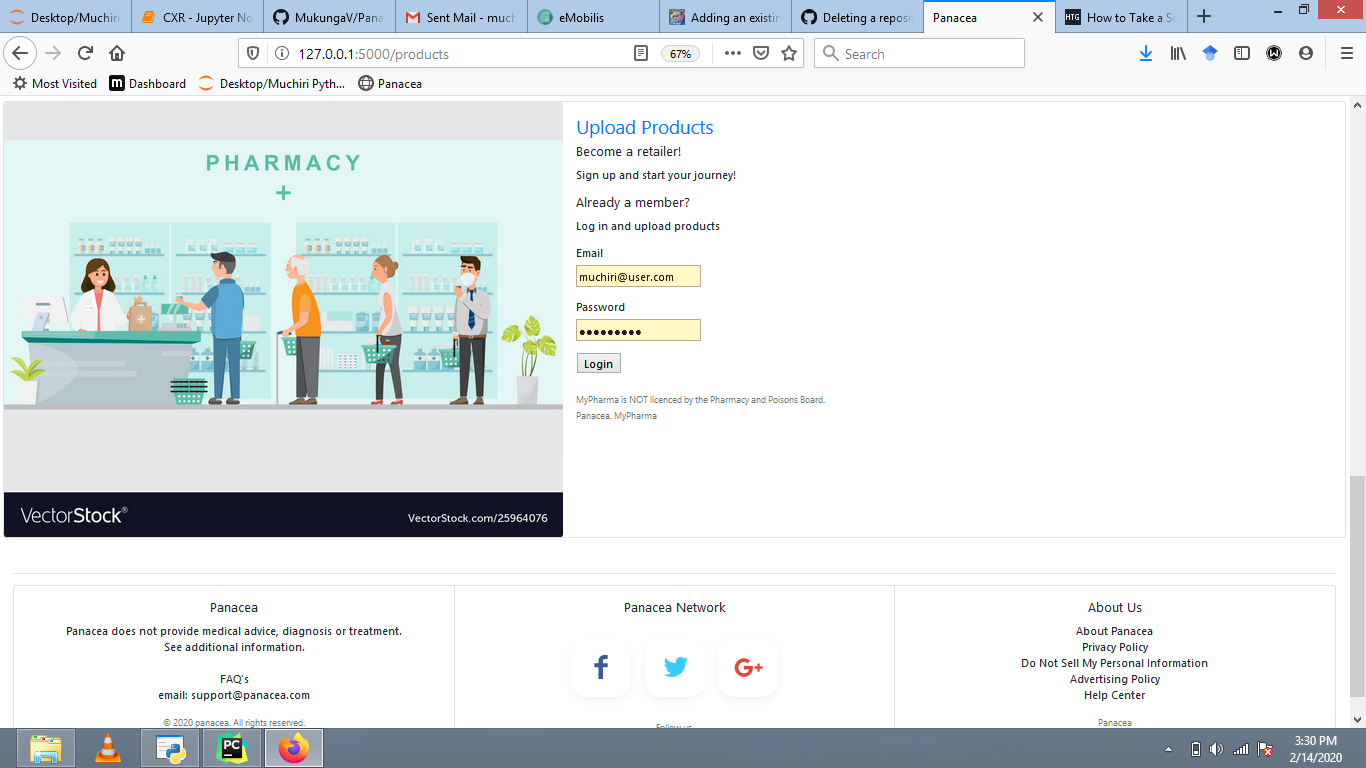 Desktop/Muchiri
CXR - Jupyter No
MukungaV/Pana
Sent Mail - much
eMobilis
Adding an existin
Deleting a reposit
Panacea
HTG
How to Take a Sc
127.0.0.1:5000/products
67%
Search
Most Visited
Dashboard
Desktop/Muchiri Pyth...
Panacea
PHARMACY
+
VectorStock®
VectorStock.com/25964076
Upload Products
Become a retailer!
Sign up and start your journey!
Already a member?
Log in and upload products
Email
muchiri@user.com
Password
•••••••••
Login
MyPharma is NOT licenced by the Pharmacy and Poisons Board.
Panacea. MyPharma
Panacea
Panacea does not provide medical advice, diagnosis or treatment.
See additional information.
FAQ's
email: support@panacea.com
© 2020 panacea. All rights reserved.
Panacea Network
f
G+
Follow us
About Us
About Panacea
Privacy Policy
Do Not Sell My Personal Information
Advertising Policy
Help Center
Panacea
PC
3:30 PM
2/14/2020